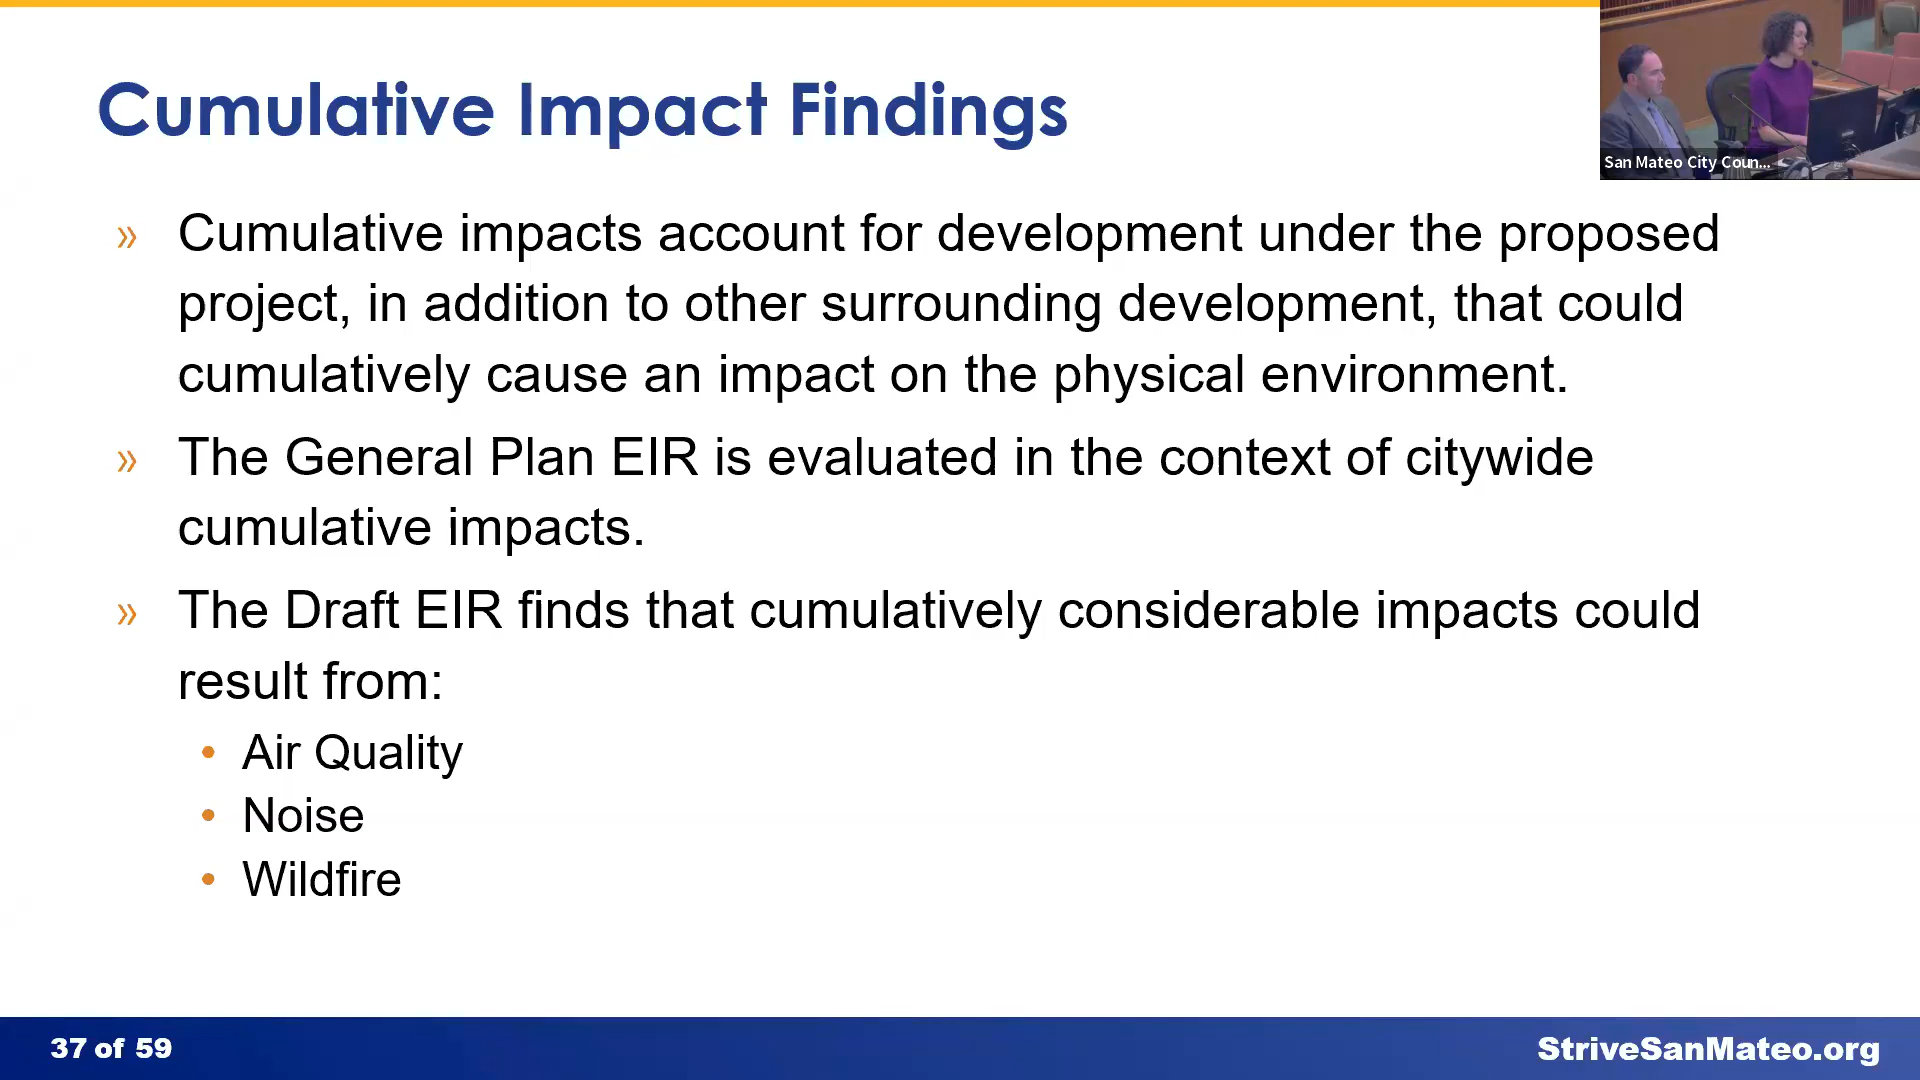 Cumulative Impact Findings
San Mateo City Coun...
» Cumulative impacts account for development under the proposed
project, in addition to other surrounding development, that could
cumulatively cause an impact on the physical environment.
» The General Plan EIR is evaluated in the context of citywide
cumulative impacts.
» The Draft EIR finds that cumulatively considerable impacts could
result from:
• Air Quality
• Noise
• Wildfire
37 of 59
StriveSanMateo.org